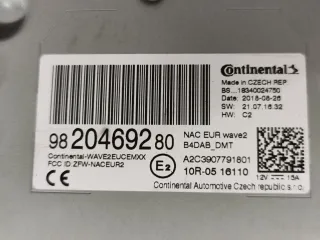 Continental
Made in CZECH REP
BS...18340024750
Date: 2018-08-26
SW: 21.07.16.32
HW: C2
98 204692 80
NAC EUR wave2
B4DAB_DMT
Continental-WAVE2EUCEMXX
FCC ID:ZFW-NACEUR2
E2
A2C3907791801
10R-05 16110
12V 15A
Continental Automotive Czech republic s.r.o.